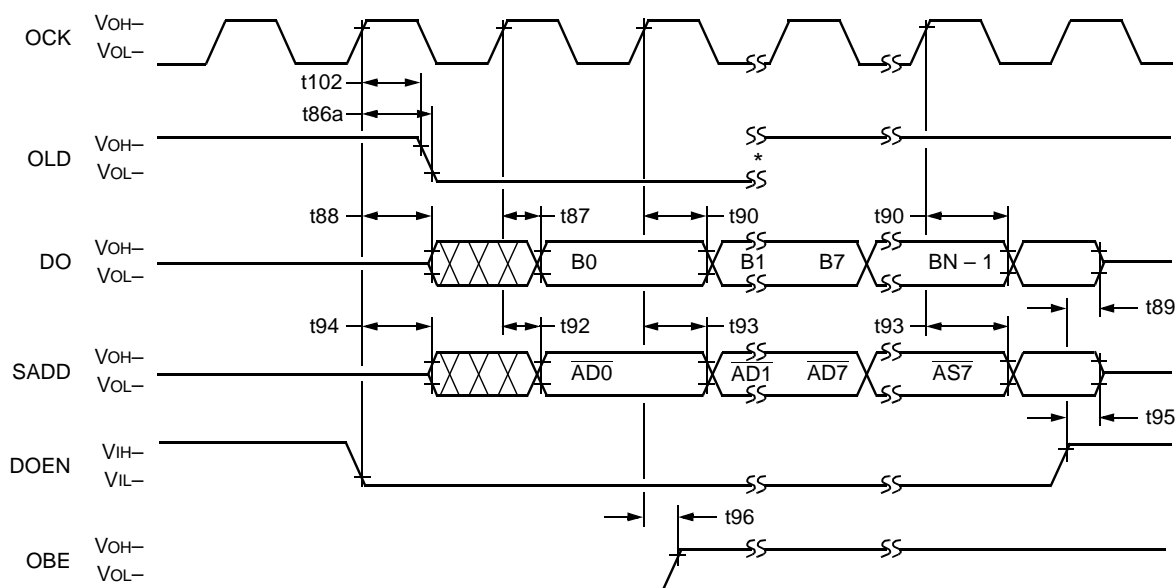 OCK VOH–
VOL–
t102
t86a
OLD VOH–
VOL–
*
t88 t87 t90 t90
DO VOH–
VOL–
B0 B1 B7 BN – 1
t89
t94 t92 t93 t93
SADD VOH–
VOL–
AD0 AD1 AD7 AS7
t95
DOEN VIH–
VIL–
t96
OBE VOH–
VOL–